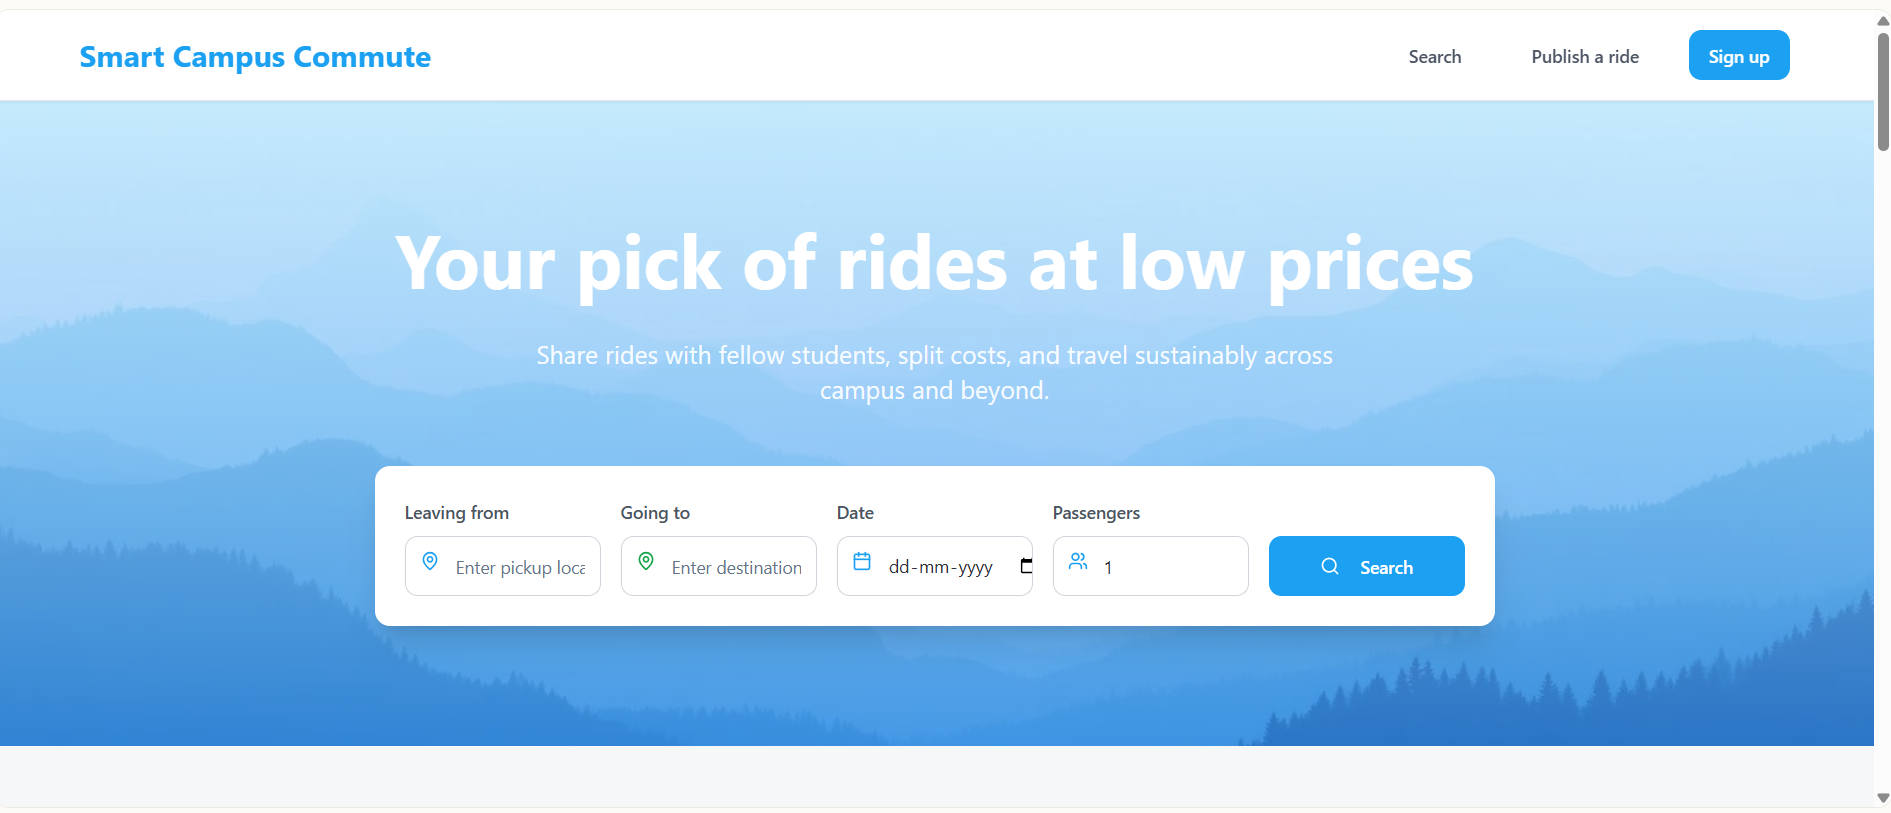 Smart Campus Commute
Search
Publish a ride
Sign up
Your pick of rides at low prices
Share rides with fellow students, split costs, and travel sustainably across
campus and beyond.
Leaving from
Going to
Date
Passengers
Enter pickup loca
Enter destination
dd-mm-yyyy
1
Search